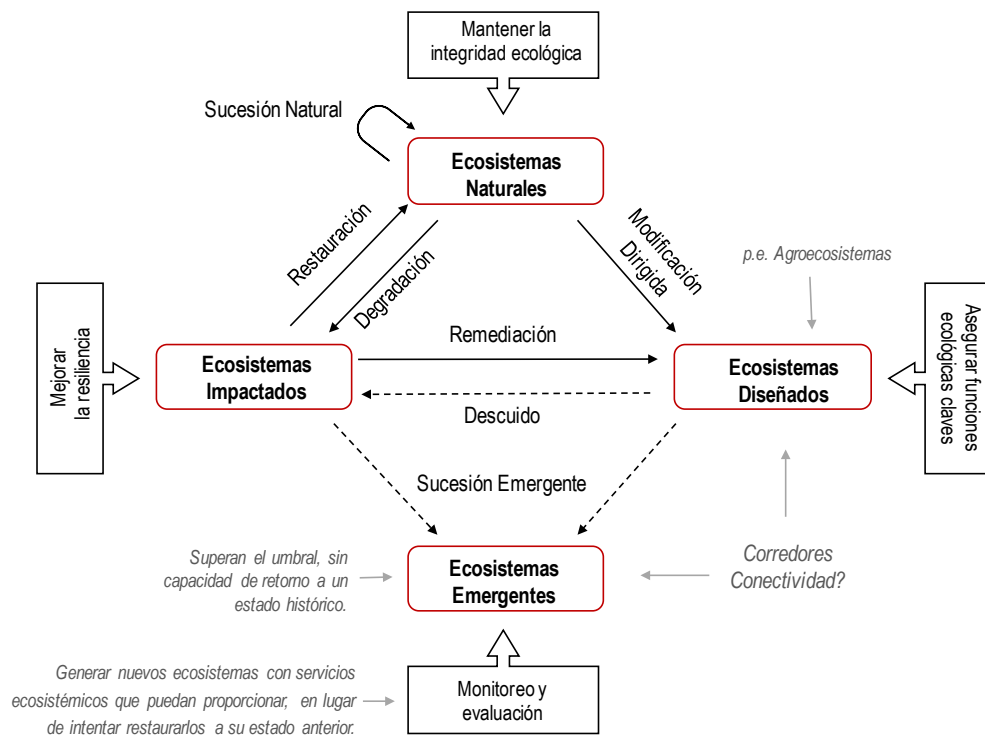 Mantener la
integridad ecológica
Sucesión Natural
Ecosistemas
Naturales
Restauración
Degradación
Modificación
Dirigida
p.e. Agroecosistemas
Mejorar
la resiliencia
Ecosistemas
Impactados
Remediación
Ecosistemas
Diseñados
Asegurar funciones
ecológicas claves
Descuido
Sucesión Emergente
Superan el umbral, sin
capacidad de retorno a un
estado histórico.
Ecosistemas
Emergentes
Corredores
Conectividad?
Generar nuevos ecosistemas con servicios
ecosistémicos que puedan proporcionar, en lugar
de intentar restaurarlos a su estado anterior.
Monitoreo y
evaluación